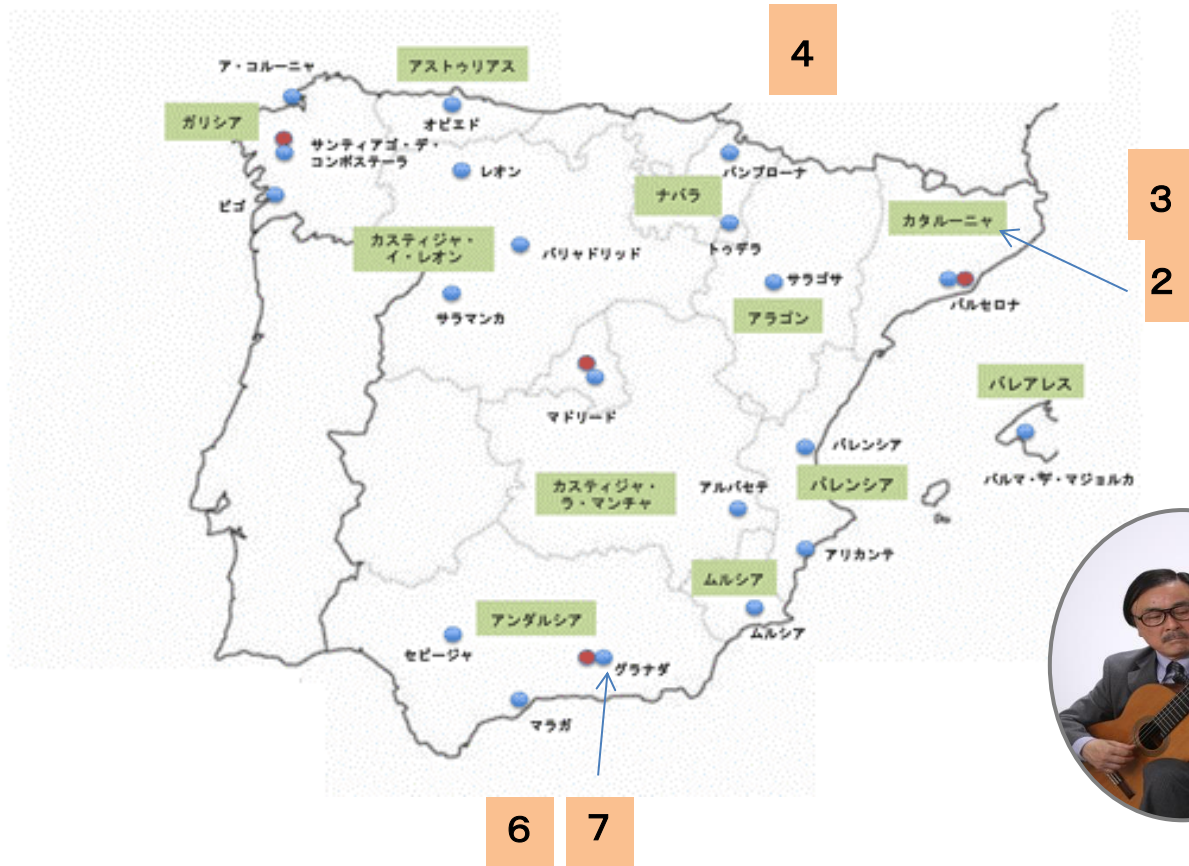 4
ア・コルーニャ
アストゥリアス
ガリシア
オビエド
サンティアゴ・デ・
コンポステーラ
レオン
パンプローナ
ビゴ
ナバラ
3
カタルーニャ
カスティジャ・
イ・レオン
バリャドリッド
トゥデラ
サラゴサ
2
サラマンカ
アラゴン
バルセロナ
バレアレス
マドリード
バレンシア
パルマ・デ・マジョルカ
カスティジャ・
ラ・マンチャ
アルバセテ
バレンシア
アリカンテ
ムルシア
アンダルシア
ムルシア
セビージャ
グラナダ
マラガ
6
7